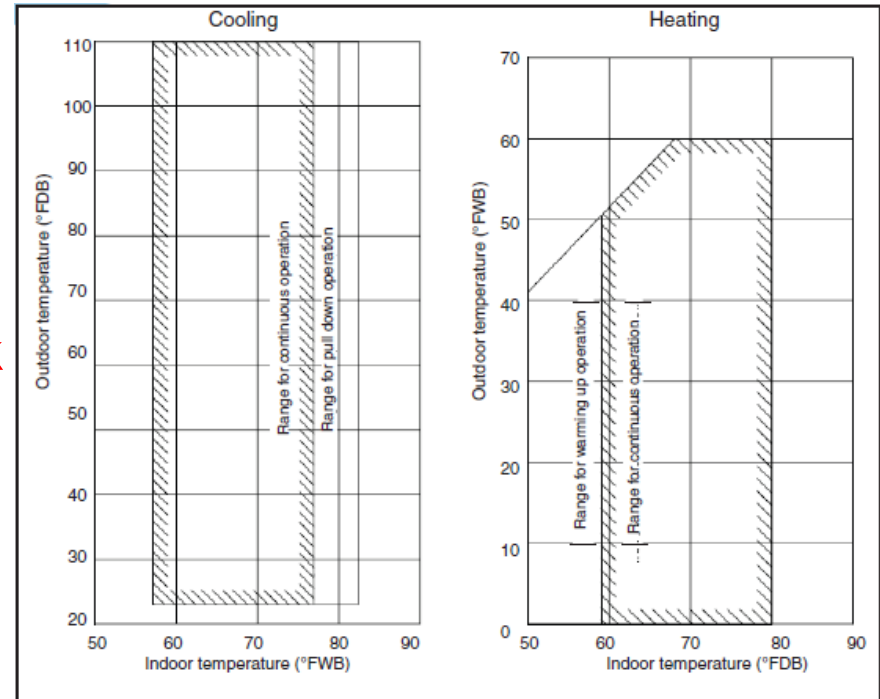 Cooling
Outdoor temperature (°FDB)
110
100
90
80
70
60
50
40
30
20
Range for continuous operation
Range for pull down operation
50 60 70 80 90
Indoor temperature (°FWB)
Heating
Outdoor temperature (°FWB)
70
60
50
40
30
20
10
0
Range for warming up operation
Range for continuous operation
50 60 70 80 90
Indoor temperature (°FDB)